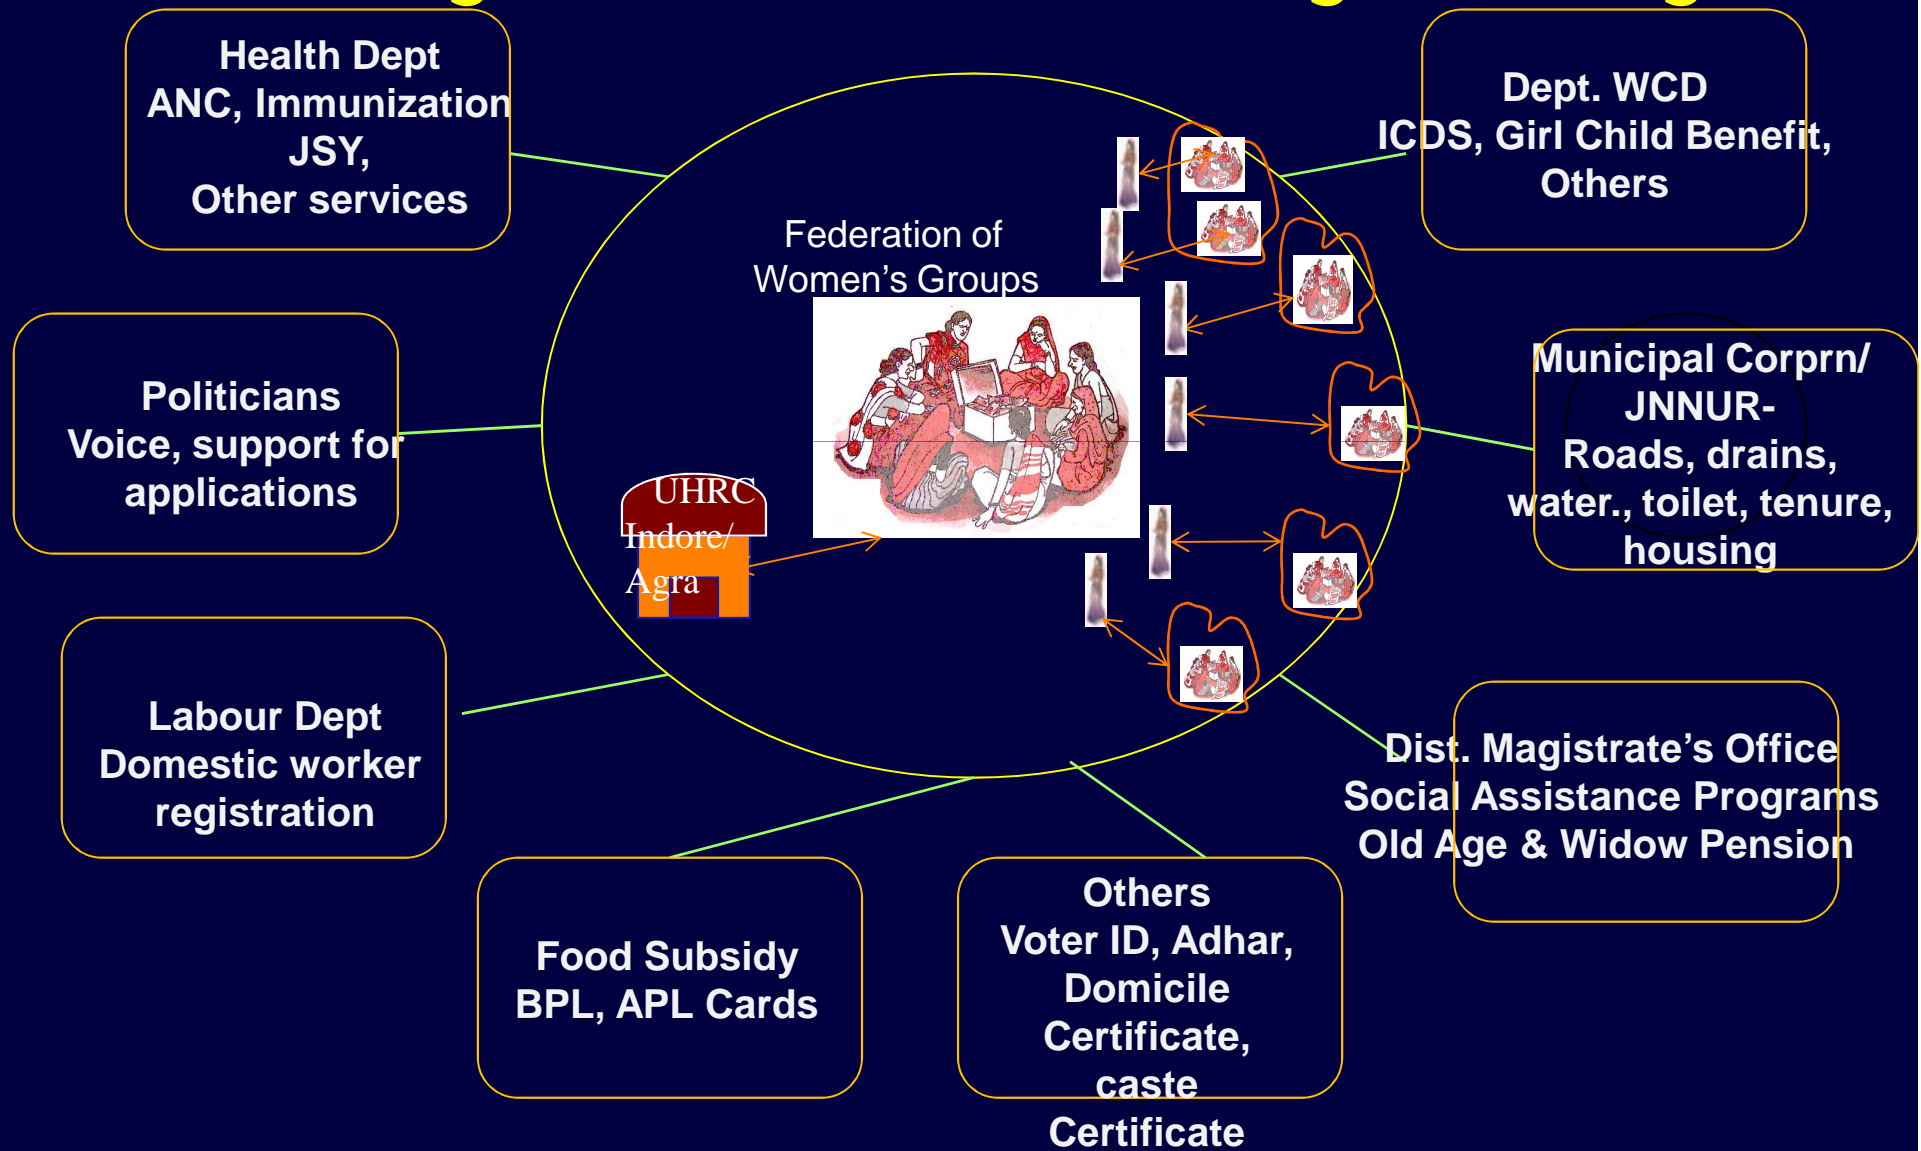 Health Dept
ANC, Immunization
JSY,
Other services
Dept. WCD
ICDS, Girl Child Benefit,
Others
Federation of
Women's Groups
Politicians
Voice, support for
applications
Municipal Corprn/
JNNUR-
Roads, drains,
water., toilet, tenure,
housing
UHRC
Indore/
Agra
Labour Dept
Domestic worker
registration
Dist. Magistrate's Office
Social Assistance Programs
Old Age & Widow Pension
Food Subsidy
BPL, APL Cards
Others
Voter ID, Adhar,
Domicile
Certificate,
caste
Certificate